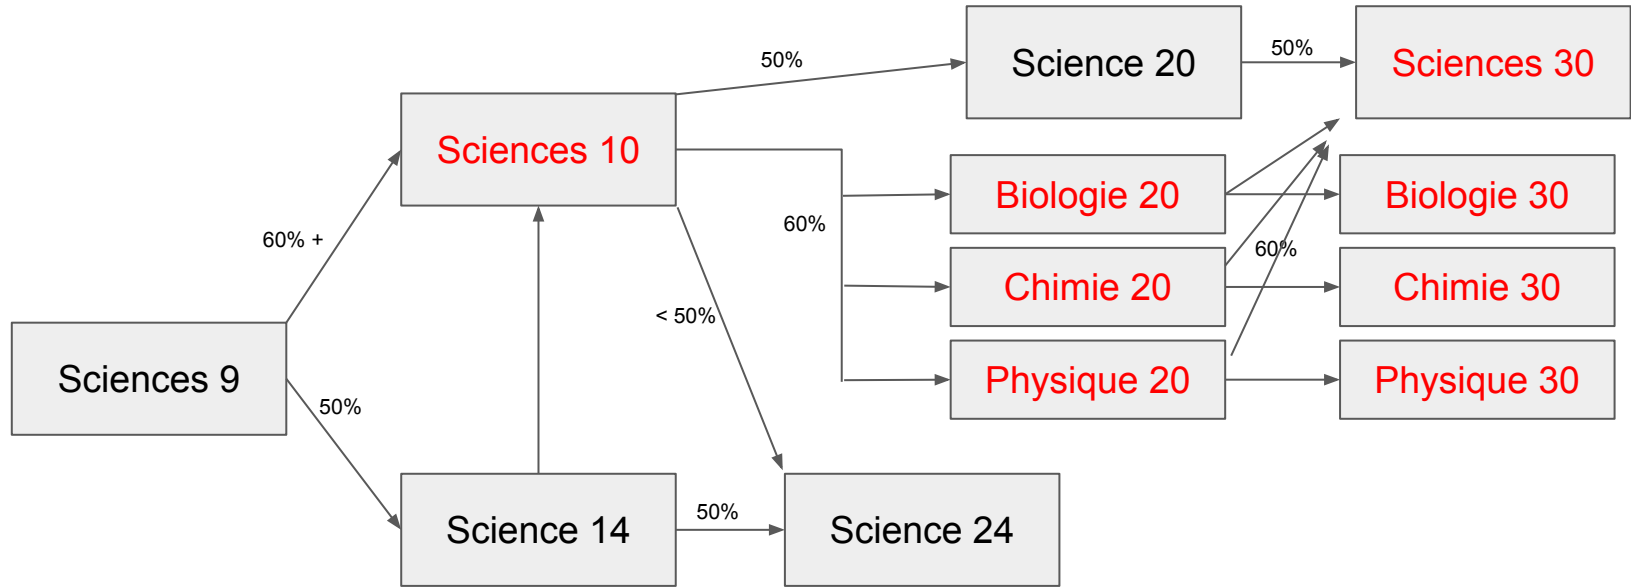 Science 20
50%
Sciences 30
50%
Sciences 10
60% +
60%
Biologie 20
Biologie 30
60%
Chimie 20
Chimie 30
< 50%
Sciences 9
Physique 20
Physique 30
50%
Science 14
50%
Science 24